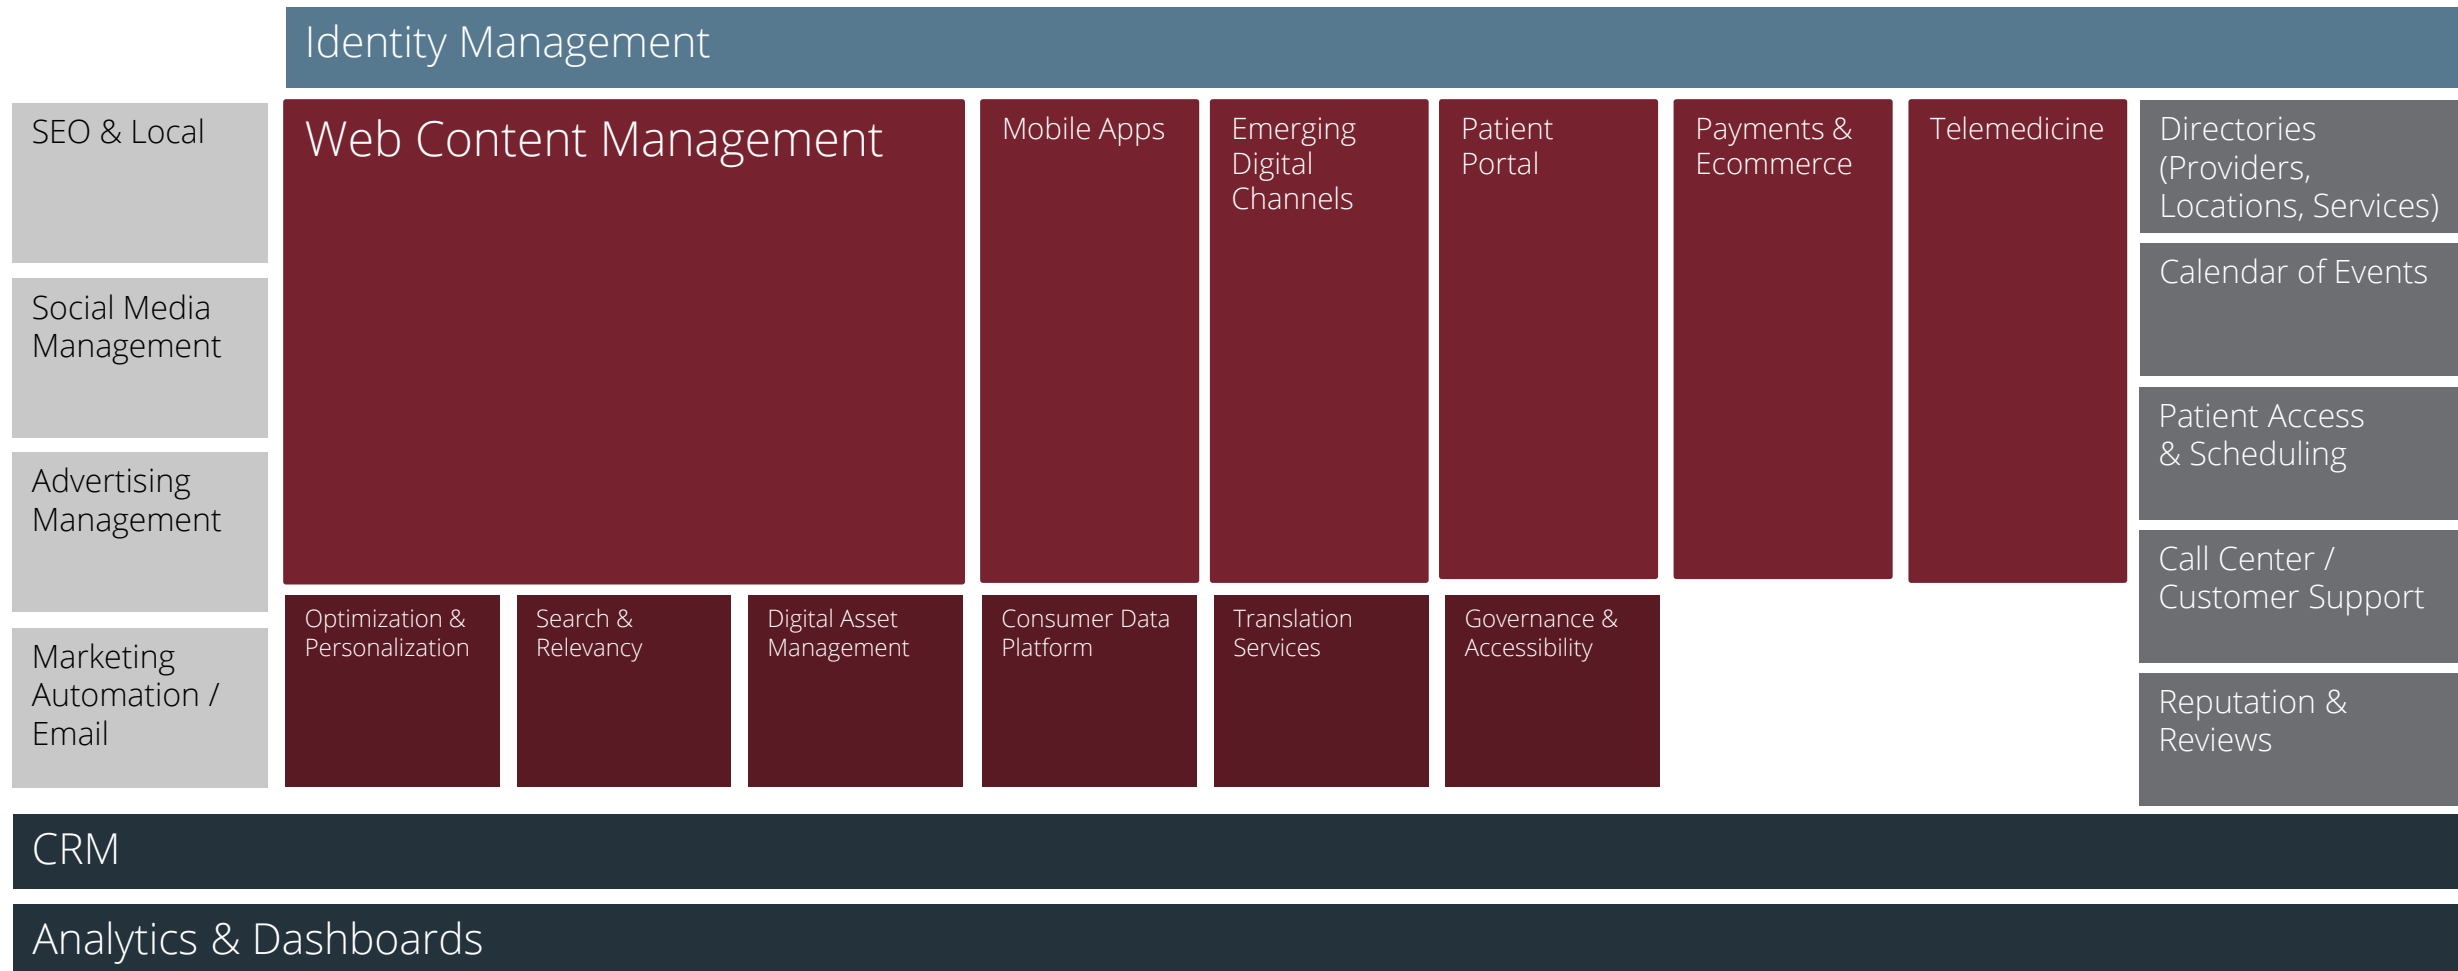 Identity Management
SEO & Local
Social Media
Management
Advertising
Management
Marketing
Automation /
Email
Web Content Management
Mobile Apps
Emerging
Digital
Channels
Patient
Portal
Payments &
Ecommerce
Telemedicine
Optimization &
Personalization
Search &
Relevancy
Digital Asset
Management
Consumer Data
Platform
Translation
Services
Governance &
Accessibility
Directories
(Providers,
Locations, Services)
Calendar of Events
Patient Access
& Scheduling
Call Center /
Customer Support
Reputation &
Reviews
CRM
Analytics & Dashboards